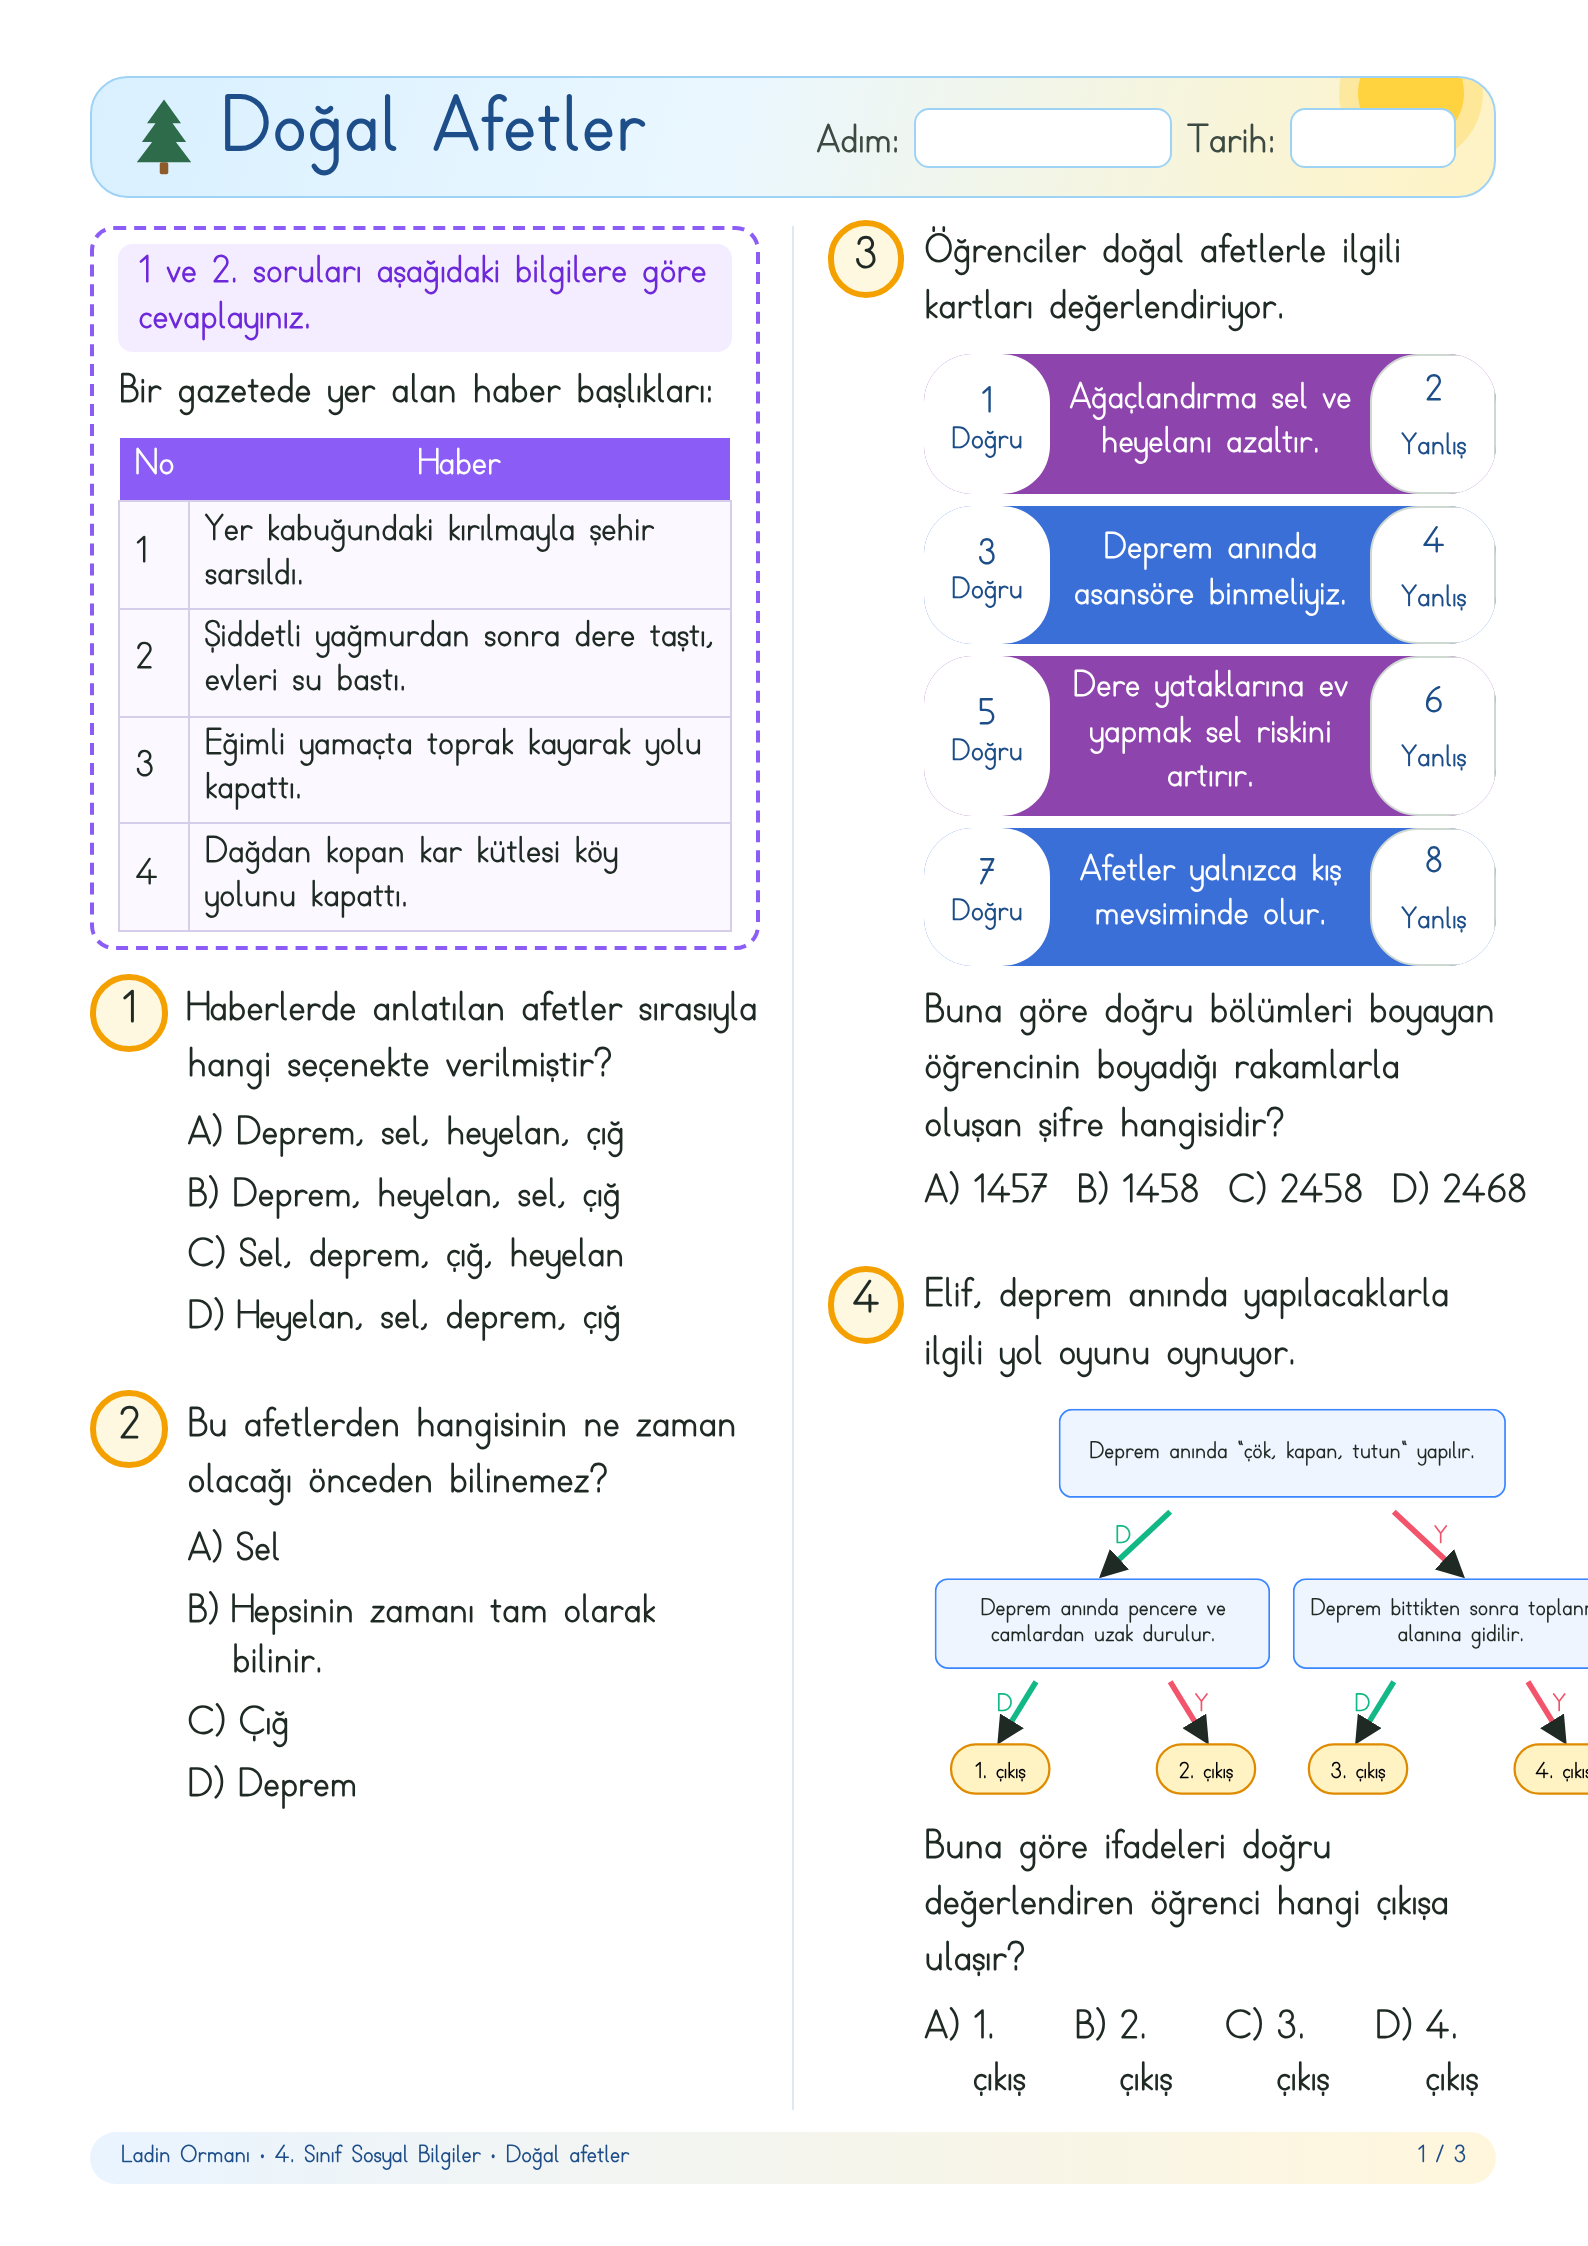 Doğal Afetler
Adım:
Tarih:
1 ve 2. soruları aşağıdaki bilgilere göre
cevaplayınız.
Bir gazetede yer alan haber başlıkları:
No Haber
1 Yer kabuğundaki kırılmayla şehir
sarsıldı.
2 Şiddetli yağmurdan sonra dere taştı,
evleri su bastı.
3 Eğimli yamaçta toprak kayarak yolu
kapattı.
4 Dağdan kopan kar kütlesi köy
yolunu kapattı.
1 Haberlerde anlatılan afetler sırasıyla
hangi seçenekte verilmiştir?
A) Deprem, sel, heyelan, çığ
B) Deprem, heyelan, sel, çığ
C) Sel, deprem, çığ, heyelan
D) Heyelan, sel, deprem, çığ
2 Bu afetlerden hangisinin ne zaman
olacağı önceden bilinemez?
A) Sel
B) Hepsinin zamanı tam olarak
bilinir.
C) Çığ
D) Deprem
3 Öğrenciler doğal afetlerle ilgili
kartları değerlendiriyor.
1 Doğru
Ağaçlandırma sel ve
heyelanı azaltır.
2 Yanlış
3 Doğru
Deprem anında
asansöre binmeliyiz.
4 Yanlış
5 Doğru
Dere yataklarına ev
yapmak sel riskini
artırır.
6 Yanlış
7 Doğru
Afetler yalnızca kış
mevsiminde olur.
8 Yanlış
Buna göre doğru bölümleri boyayan
öğrencinin boyadığı rakamlarla
oluşan şifre hangisidir?
A) 1457 B) 1458 C) 2458 D) 2468
4 Elif, deprem anında yapılacaklarla
ilgili yol oyunu oynuyor.
Deprem anında "çök, kapan, tutun" yapılır.
D Y
Deprem anında pencere ve
camlardan uzak durulur.
Deprem bittikten sonra
alanına gidilir.
D Y D Y
1. çıkış 2. çıkış 3. çıkış 4.
Buna göre ifadeleri doğru
değerlendiren öğrenci hangi çıkışa
ulaşır?
A) 1. çıkış
B) 2. çıkış
C) 3. çıkış
D) 4. çıkış
Ladin Ormanı • 4. Sınıf Sosyal Bilgiler • Doğal afetler
1 / 3